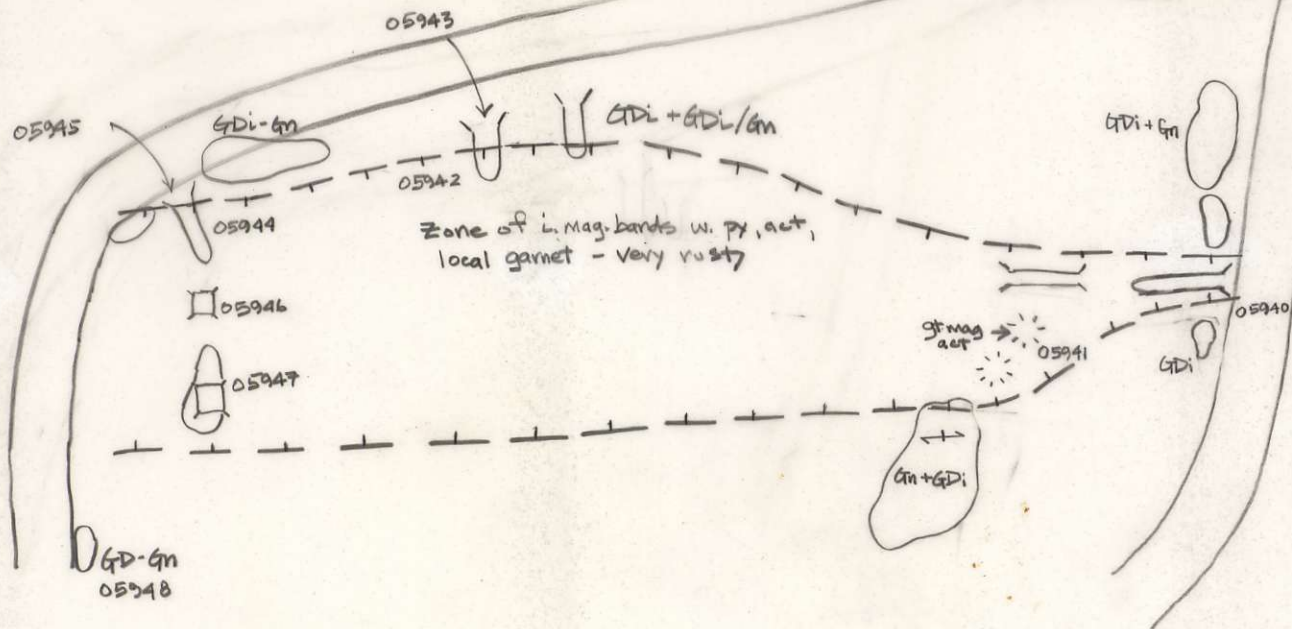 05943
05945
GDi-Gn
GDi + GDi/Gn
GDi+Gn
05942
05944
Zone of i. mag. bands w. py, act,
local garnet - very rusty
05946
05940
gt mag
act
05941
GDi
05947
Gn+GDi
GD-Gn
05948